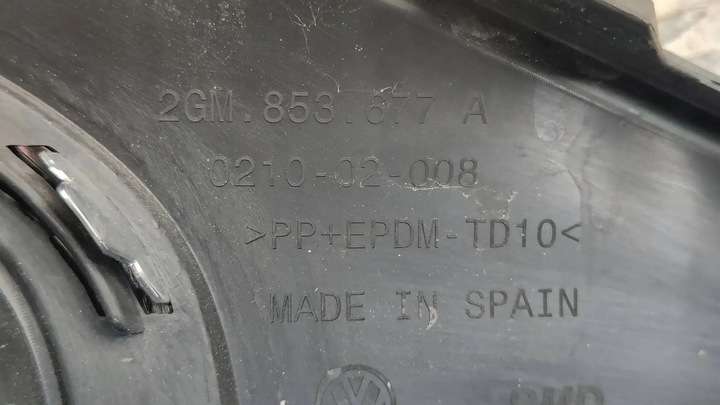 2GM.853.677 A
0210-02-008
>PP+EPDM-TD10<
MADE IN SPAIN